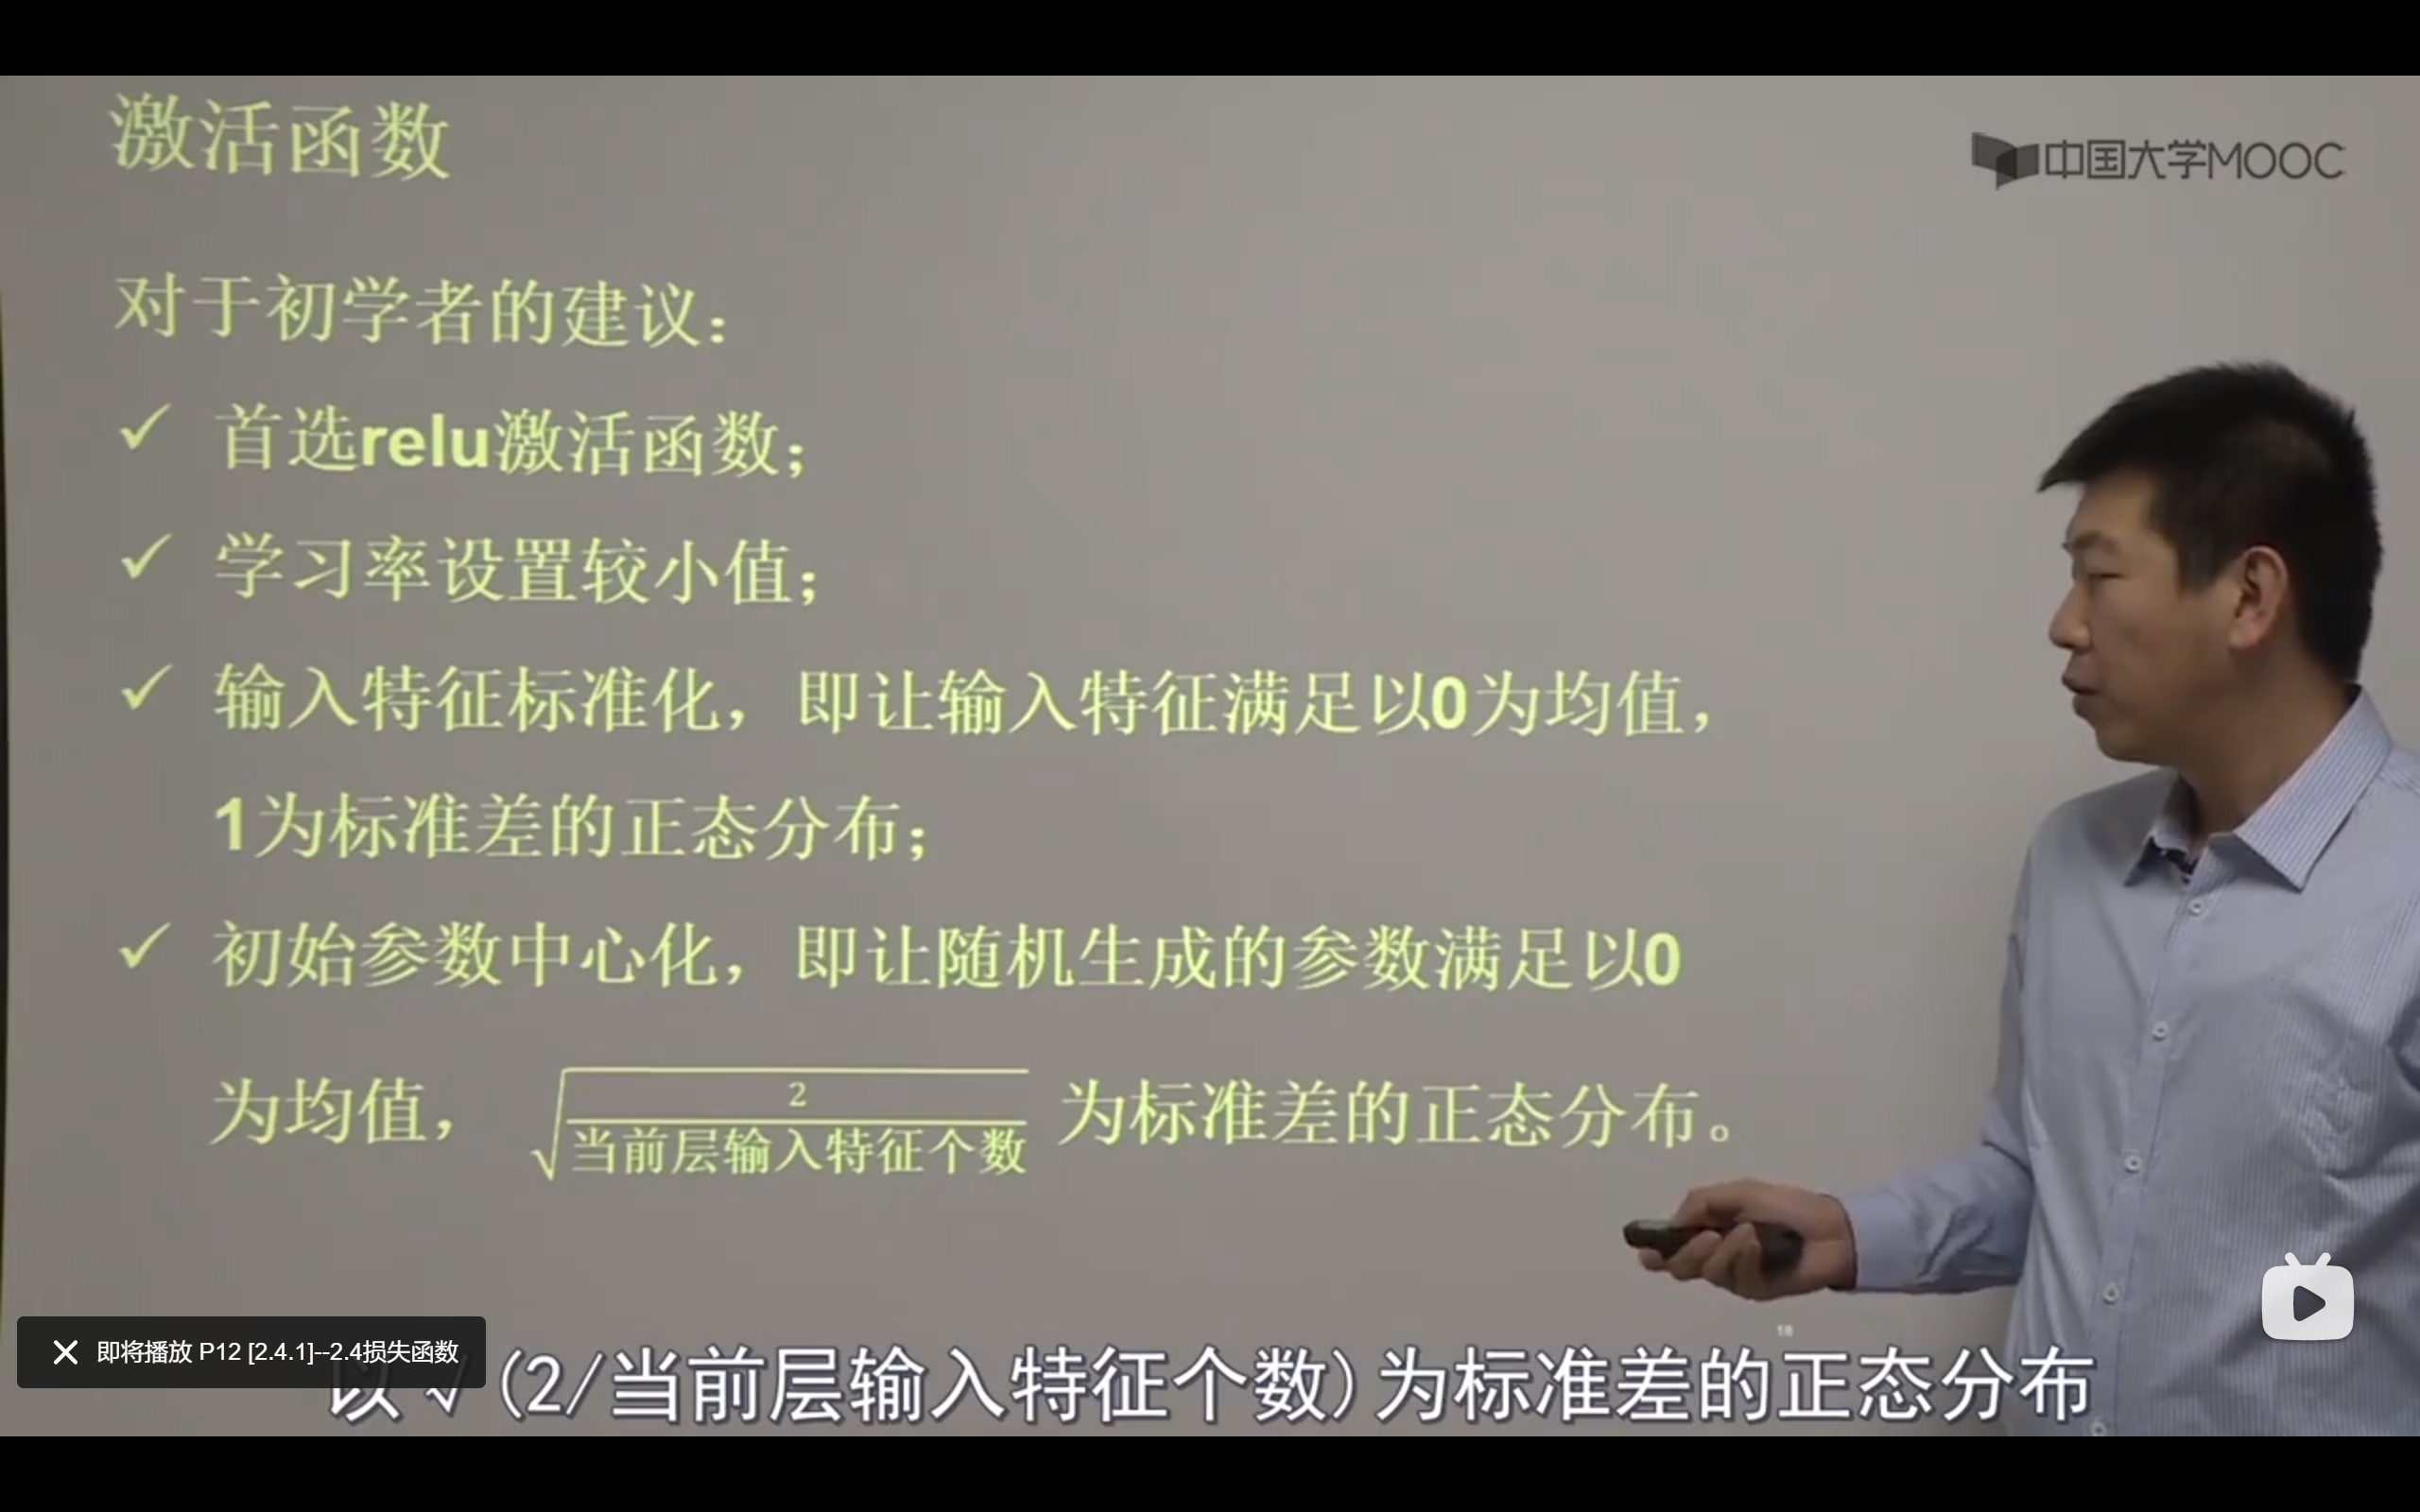 激活函数
中国大学MOOC
对于初学者的建议：
✓ 首选relu激活函数；
✓ 学习率设置较小值；
✓ 输入特征标准化，即让输入特征满足以0为均值，
1为标准差的正态分布；
✓ 初始参数中心化，即让随机生成的参数满足以0
为均值，√(2/当前层输入特征个数) 为标准差的正态分布。
18
即将播放 P12 [2.4.1]--2.4损失函数
以√(2/当前层输入特征个数)为标准差的正态分布